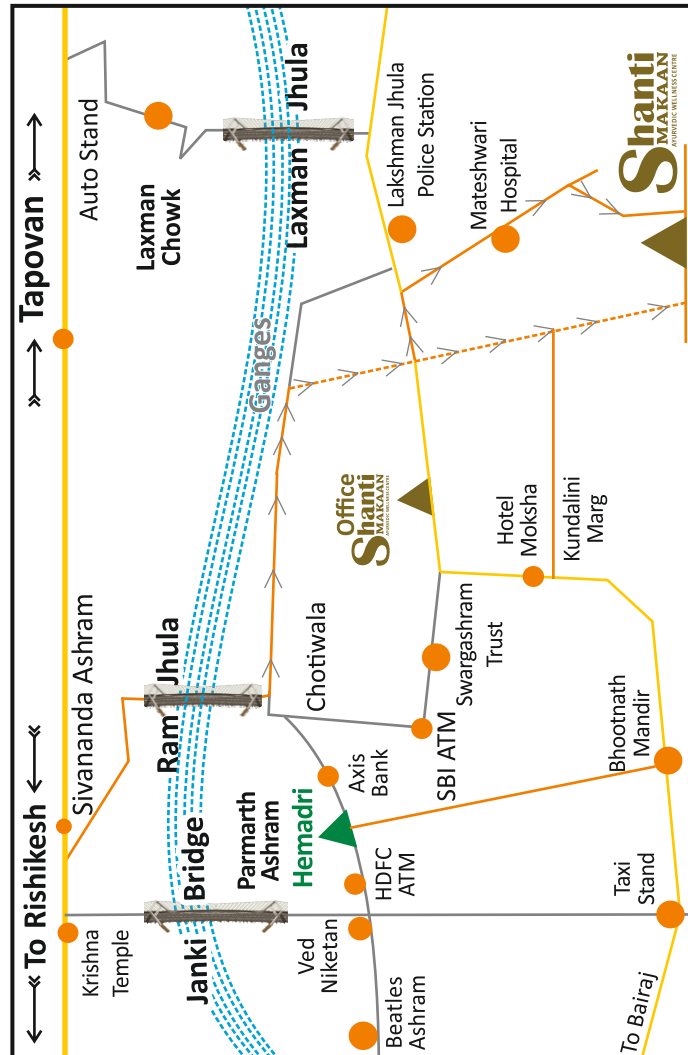 To Rishikesh
Tapovan
Krishna
Temple
Sivananda Ashram
Auto Stand
Laxman
Chowk
Janki
Bridge
Ram
Jhula
Ganges
Laxman
Jhula
Parmarth
Ashram
Hemadri
Ved
Niketan
HDFC
ATM
Axis
Bank
Chotiwala
Beatles
Ashram
SBI ATM
Swargashram
Trust
Office
Shanti
MAKAAN
AYURVEDIC WELLNESS CENTRE
Lakshman Jhula
Police Station
Mateshwari
Hospital
Hotel
Moksha
Kundalini
Marg
Bhootnath
Mandir
Taxi
Stand
To Bairaj
Shanti
MAKAAN
AYURVEDIC WELLNESS CENTRE